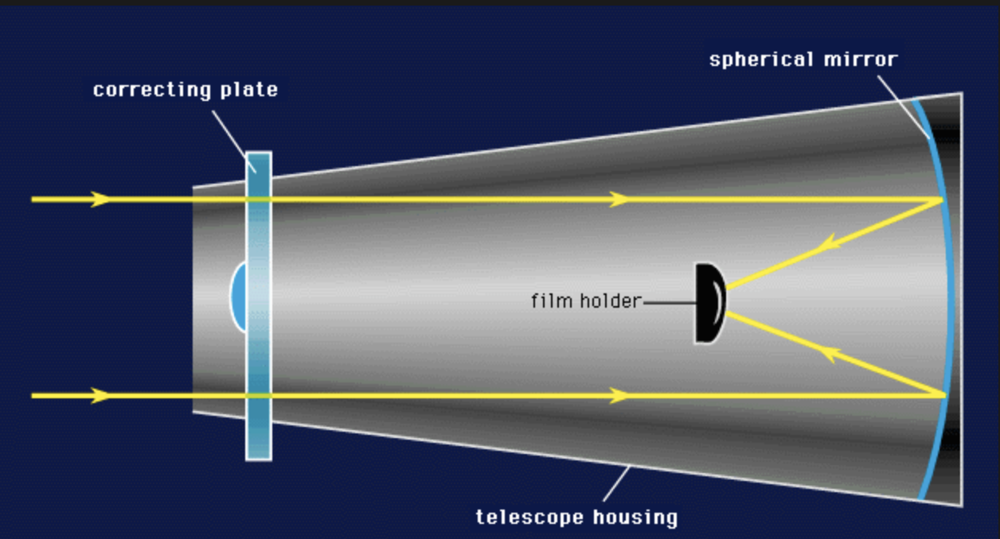 spherical mirror
correcting plate
film holder
telescope housing